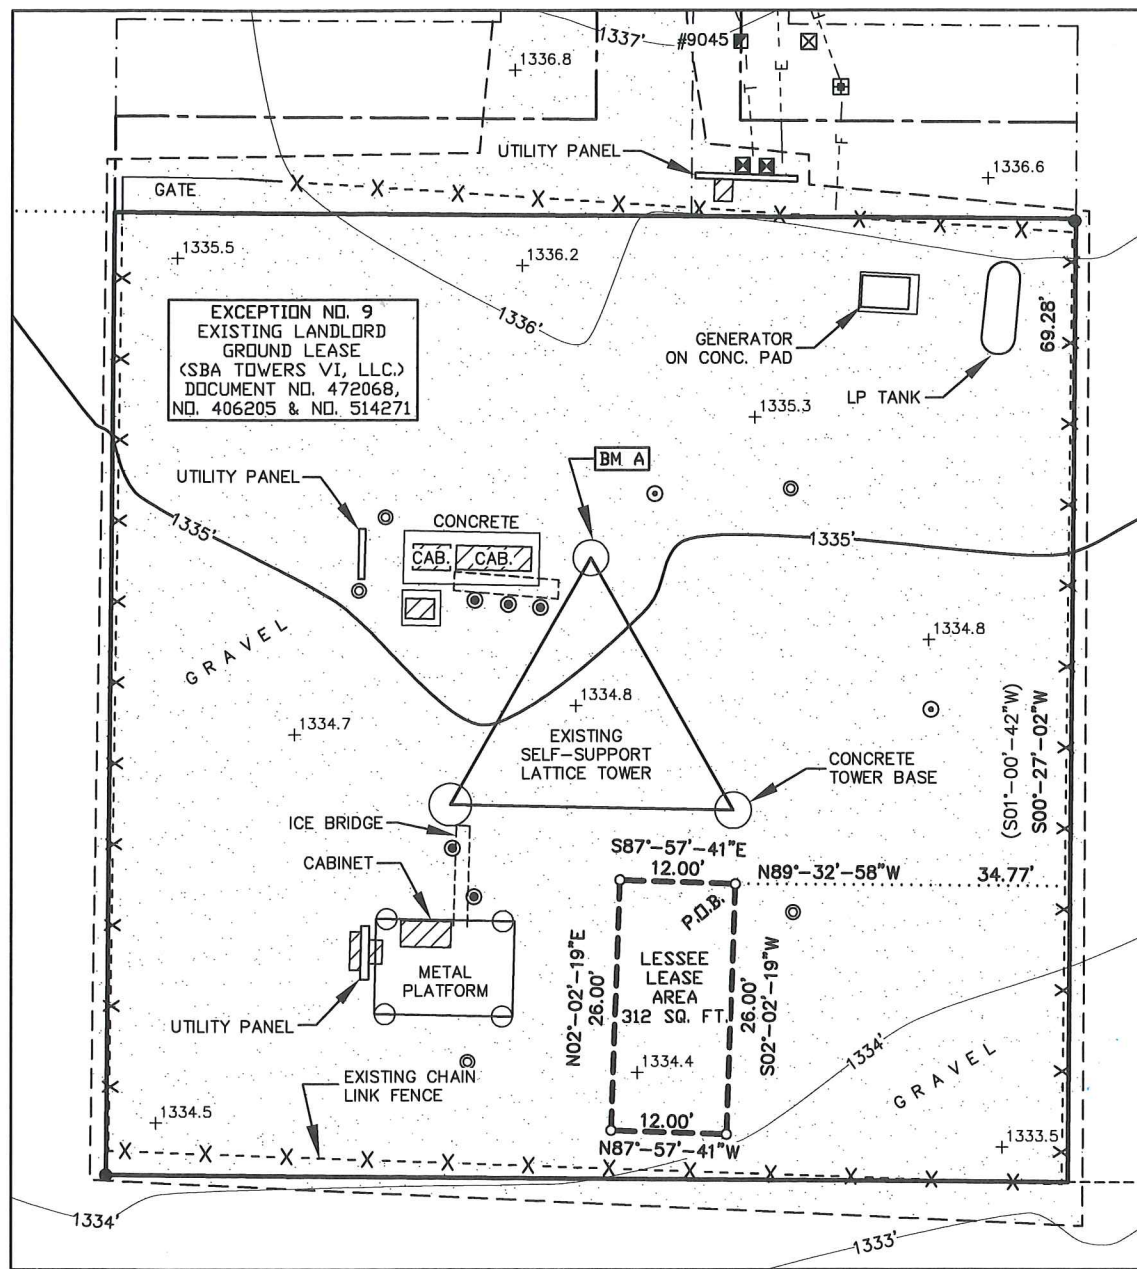 1337'
#9045
1336.8
T
E
F
F
UTILITY PANEL
1336.6
GATE
1335.5
1336.2
1336'
EXCEPTION NO. 9
EXISTING LANDLORD
GROUND LEASE
(SBA TOWERS VI, LLC.)
DOCUMENT NO. 472068,
NO. 406205 & NO. 514271
GENERATOR
ON CONC. PAD
69.28'
LP TANK
1335.3
BM A
UTILITY PANEL
CONCRETE
CAB.
CAB.
1335'
1335'
GRAVEL
1334.8
1334.8
1334.7
EXISTING
SELF-SUPPORT
LATTICE TOWER
CONCRETE
TOWER BASE
(S01°-00'-42"W)
S00°-27'-02"W
ICE BRIDGE
CABINET
S87°-57'-41"E
12.00'
N89°-32'-58"W
34.77'
P.O.B.
N02°-02'-19"E
26.00'
LESSEE
LEASE
AREA
312 SQ. FT.
26.00'
S02°-02'-19"W
METAL
PLATFORM
UTILITY PANEL
1334.4
1334'
GRAVEL
EXISTING CHAIN
LINK FENCE
1334.5
12.00'
N87°-57'-41"W
1333.5
1334'
1333'